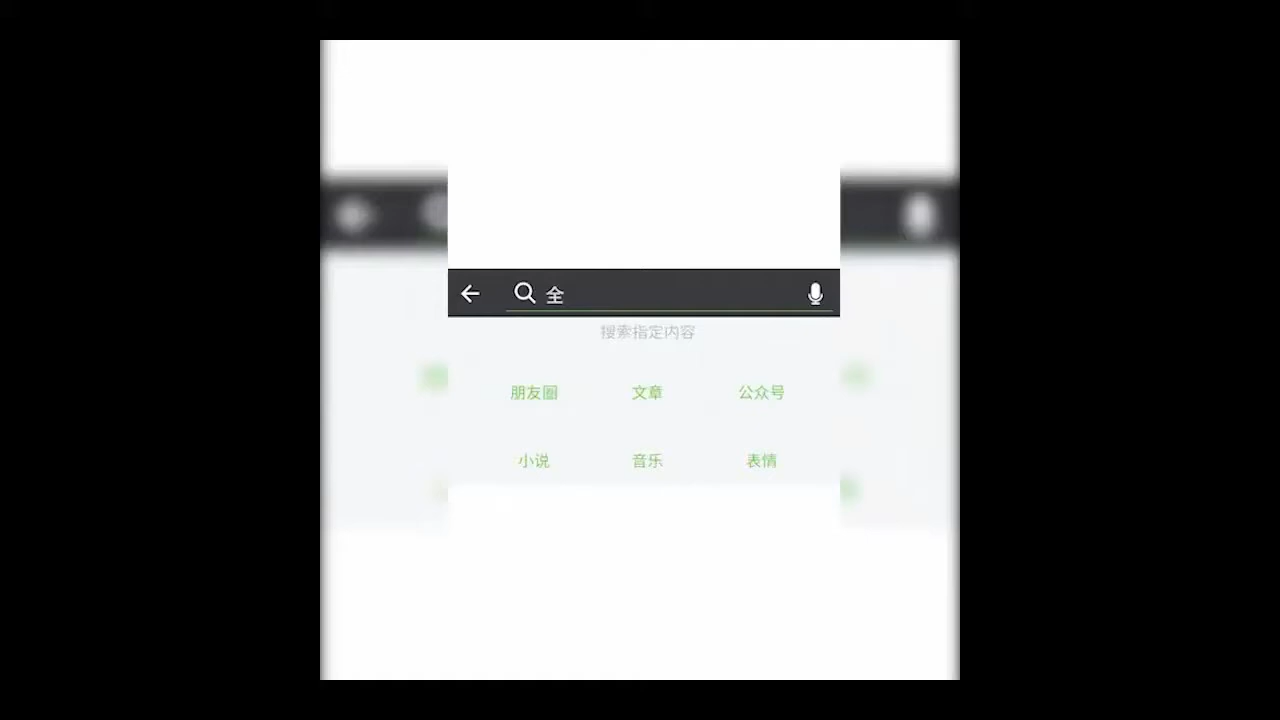 全
搜索指定内容
朋友圈 文章 公众号
小说 音乐 表情